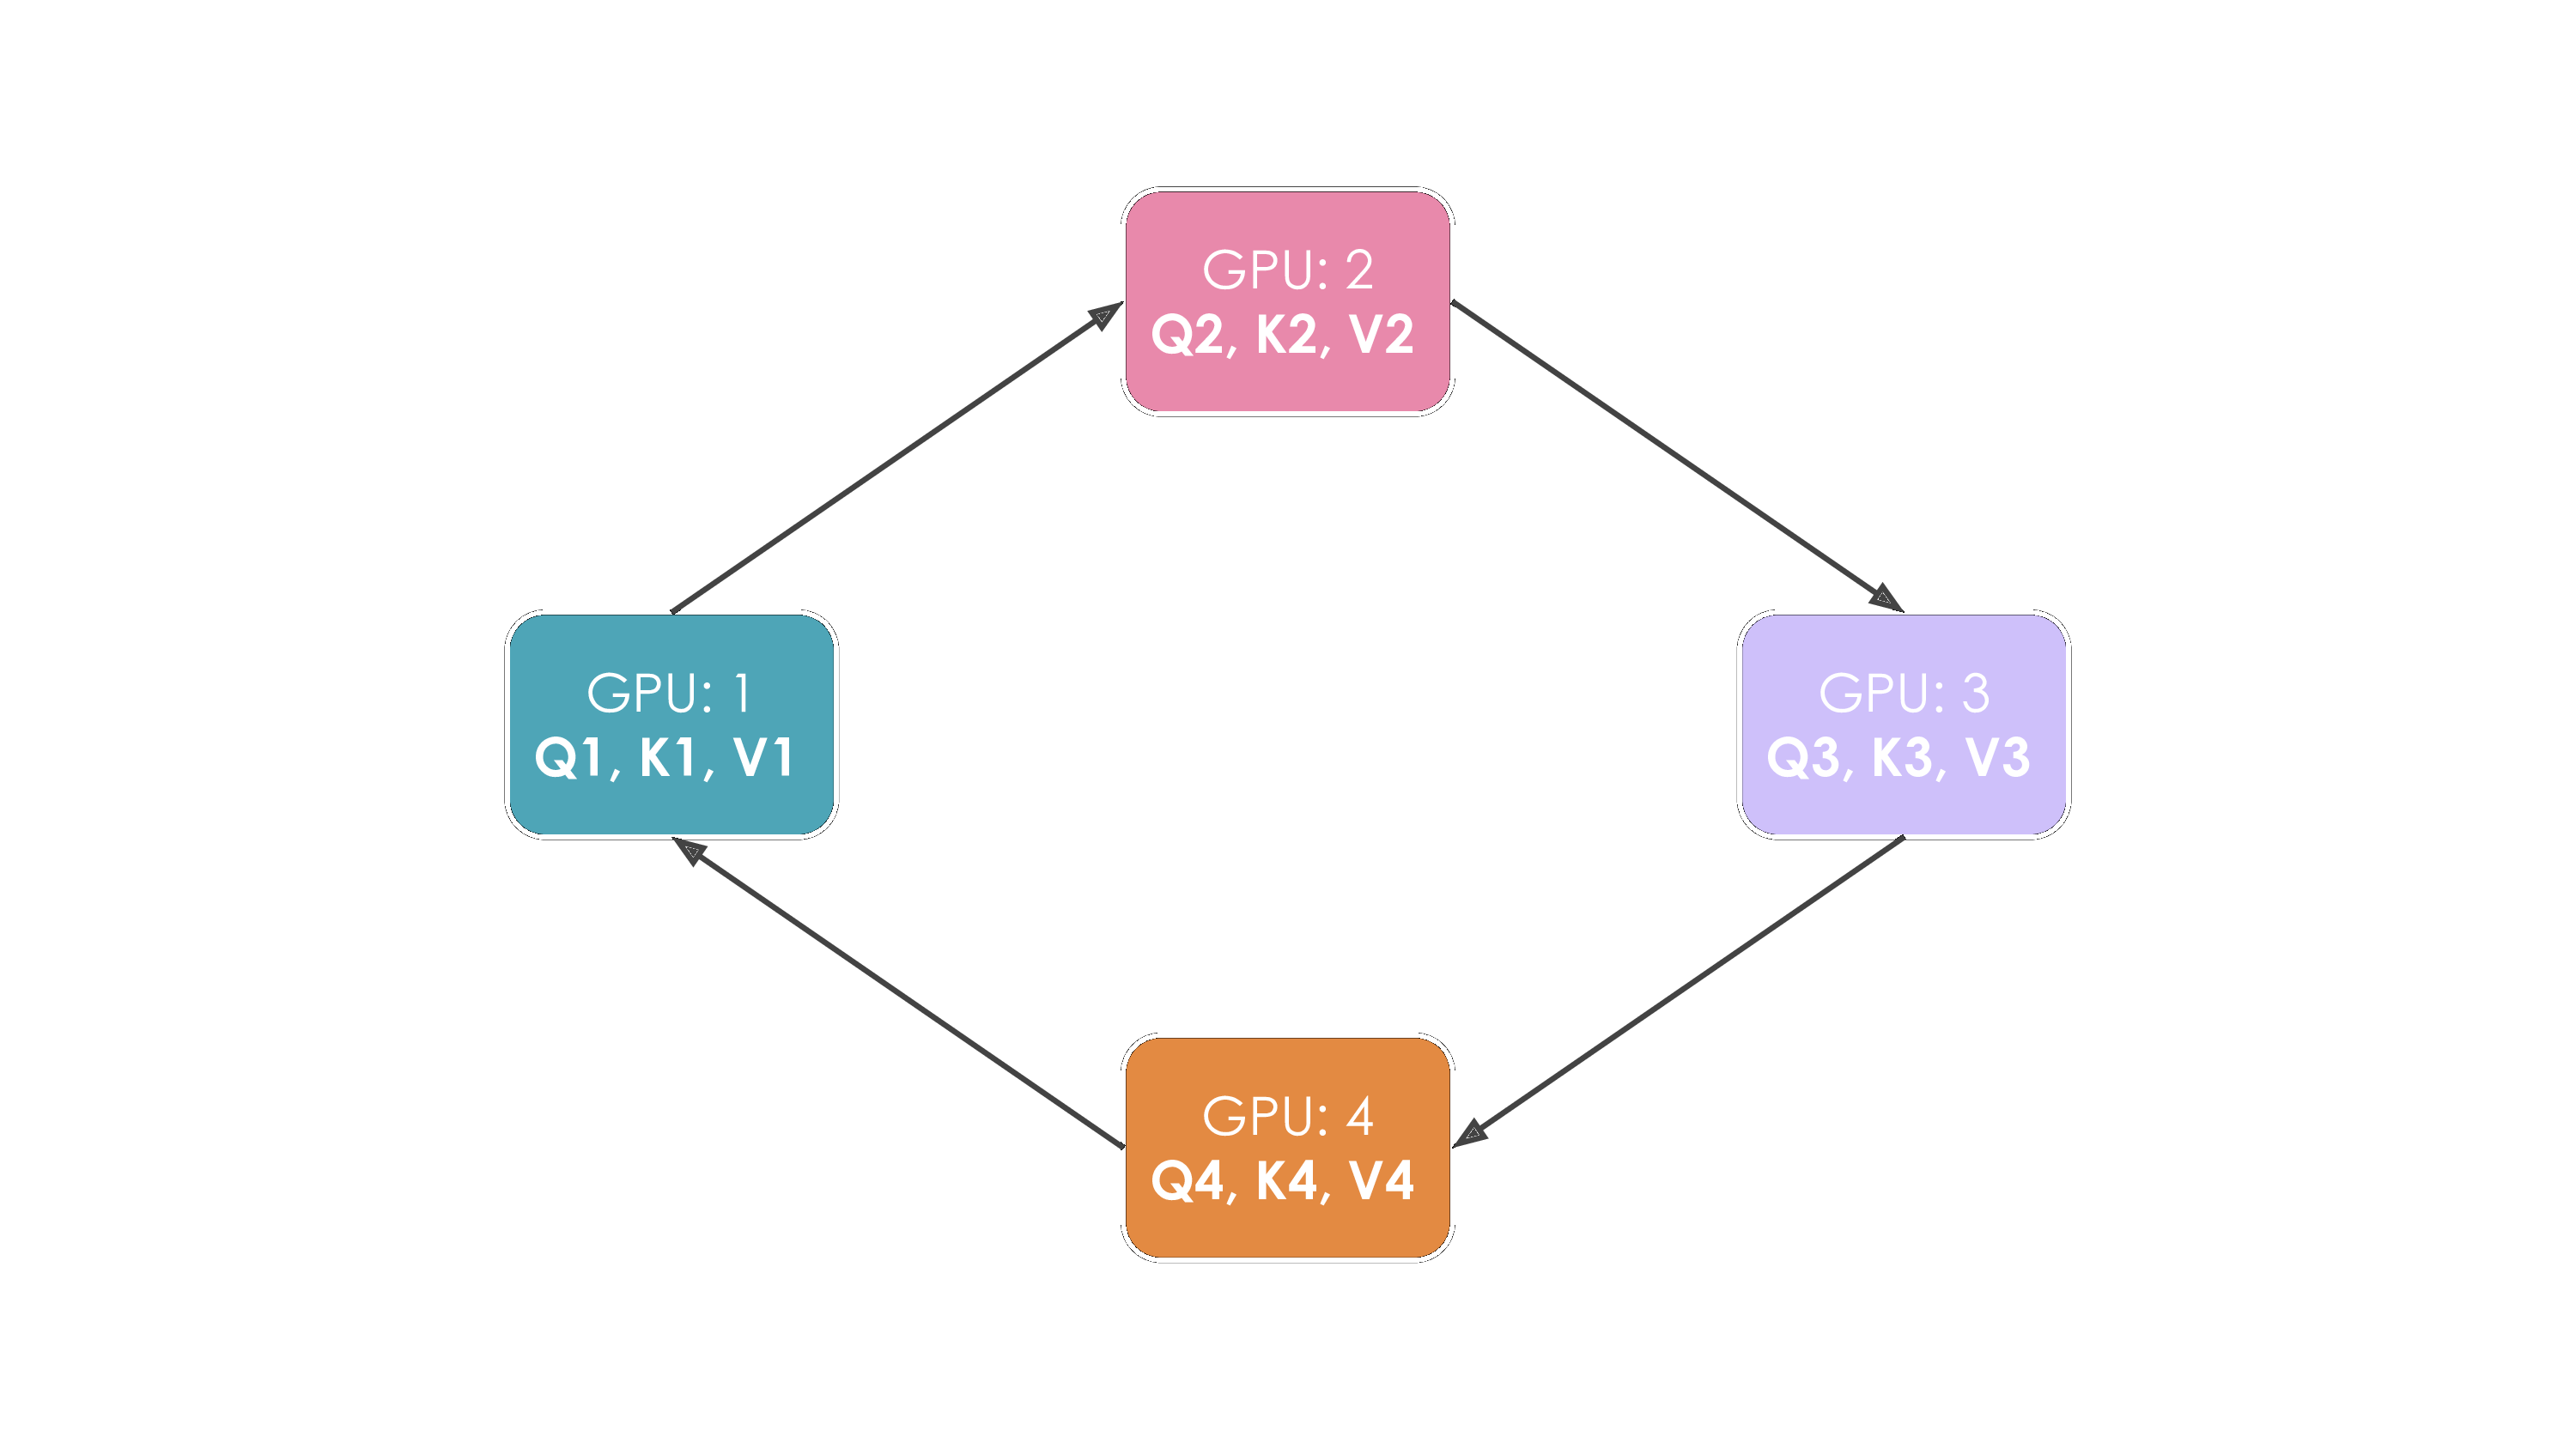 GPU: 2
Q2, K2, V2
GPU: 1
Q1, K1, V1
GPU: 3
Q3, K3, V3
GPU: 4
Q4, K4, V4